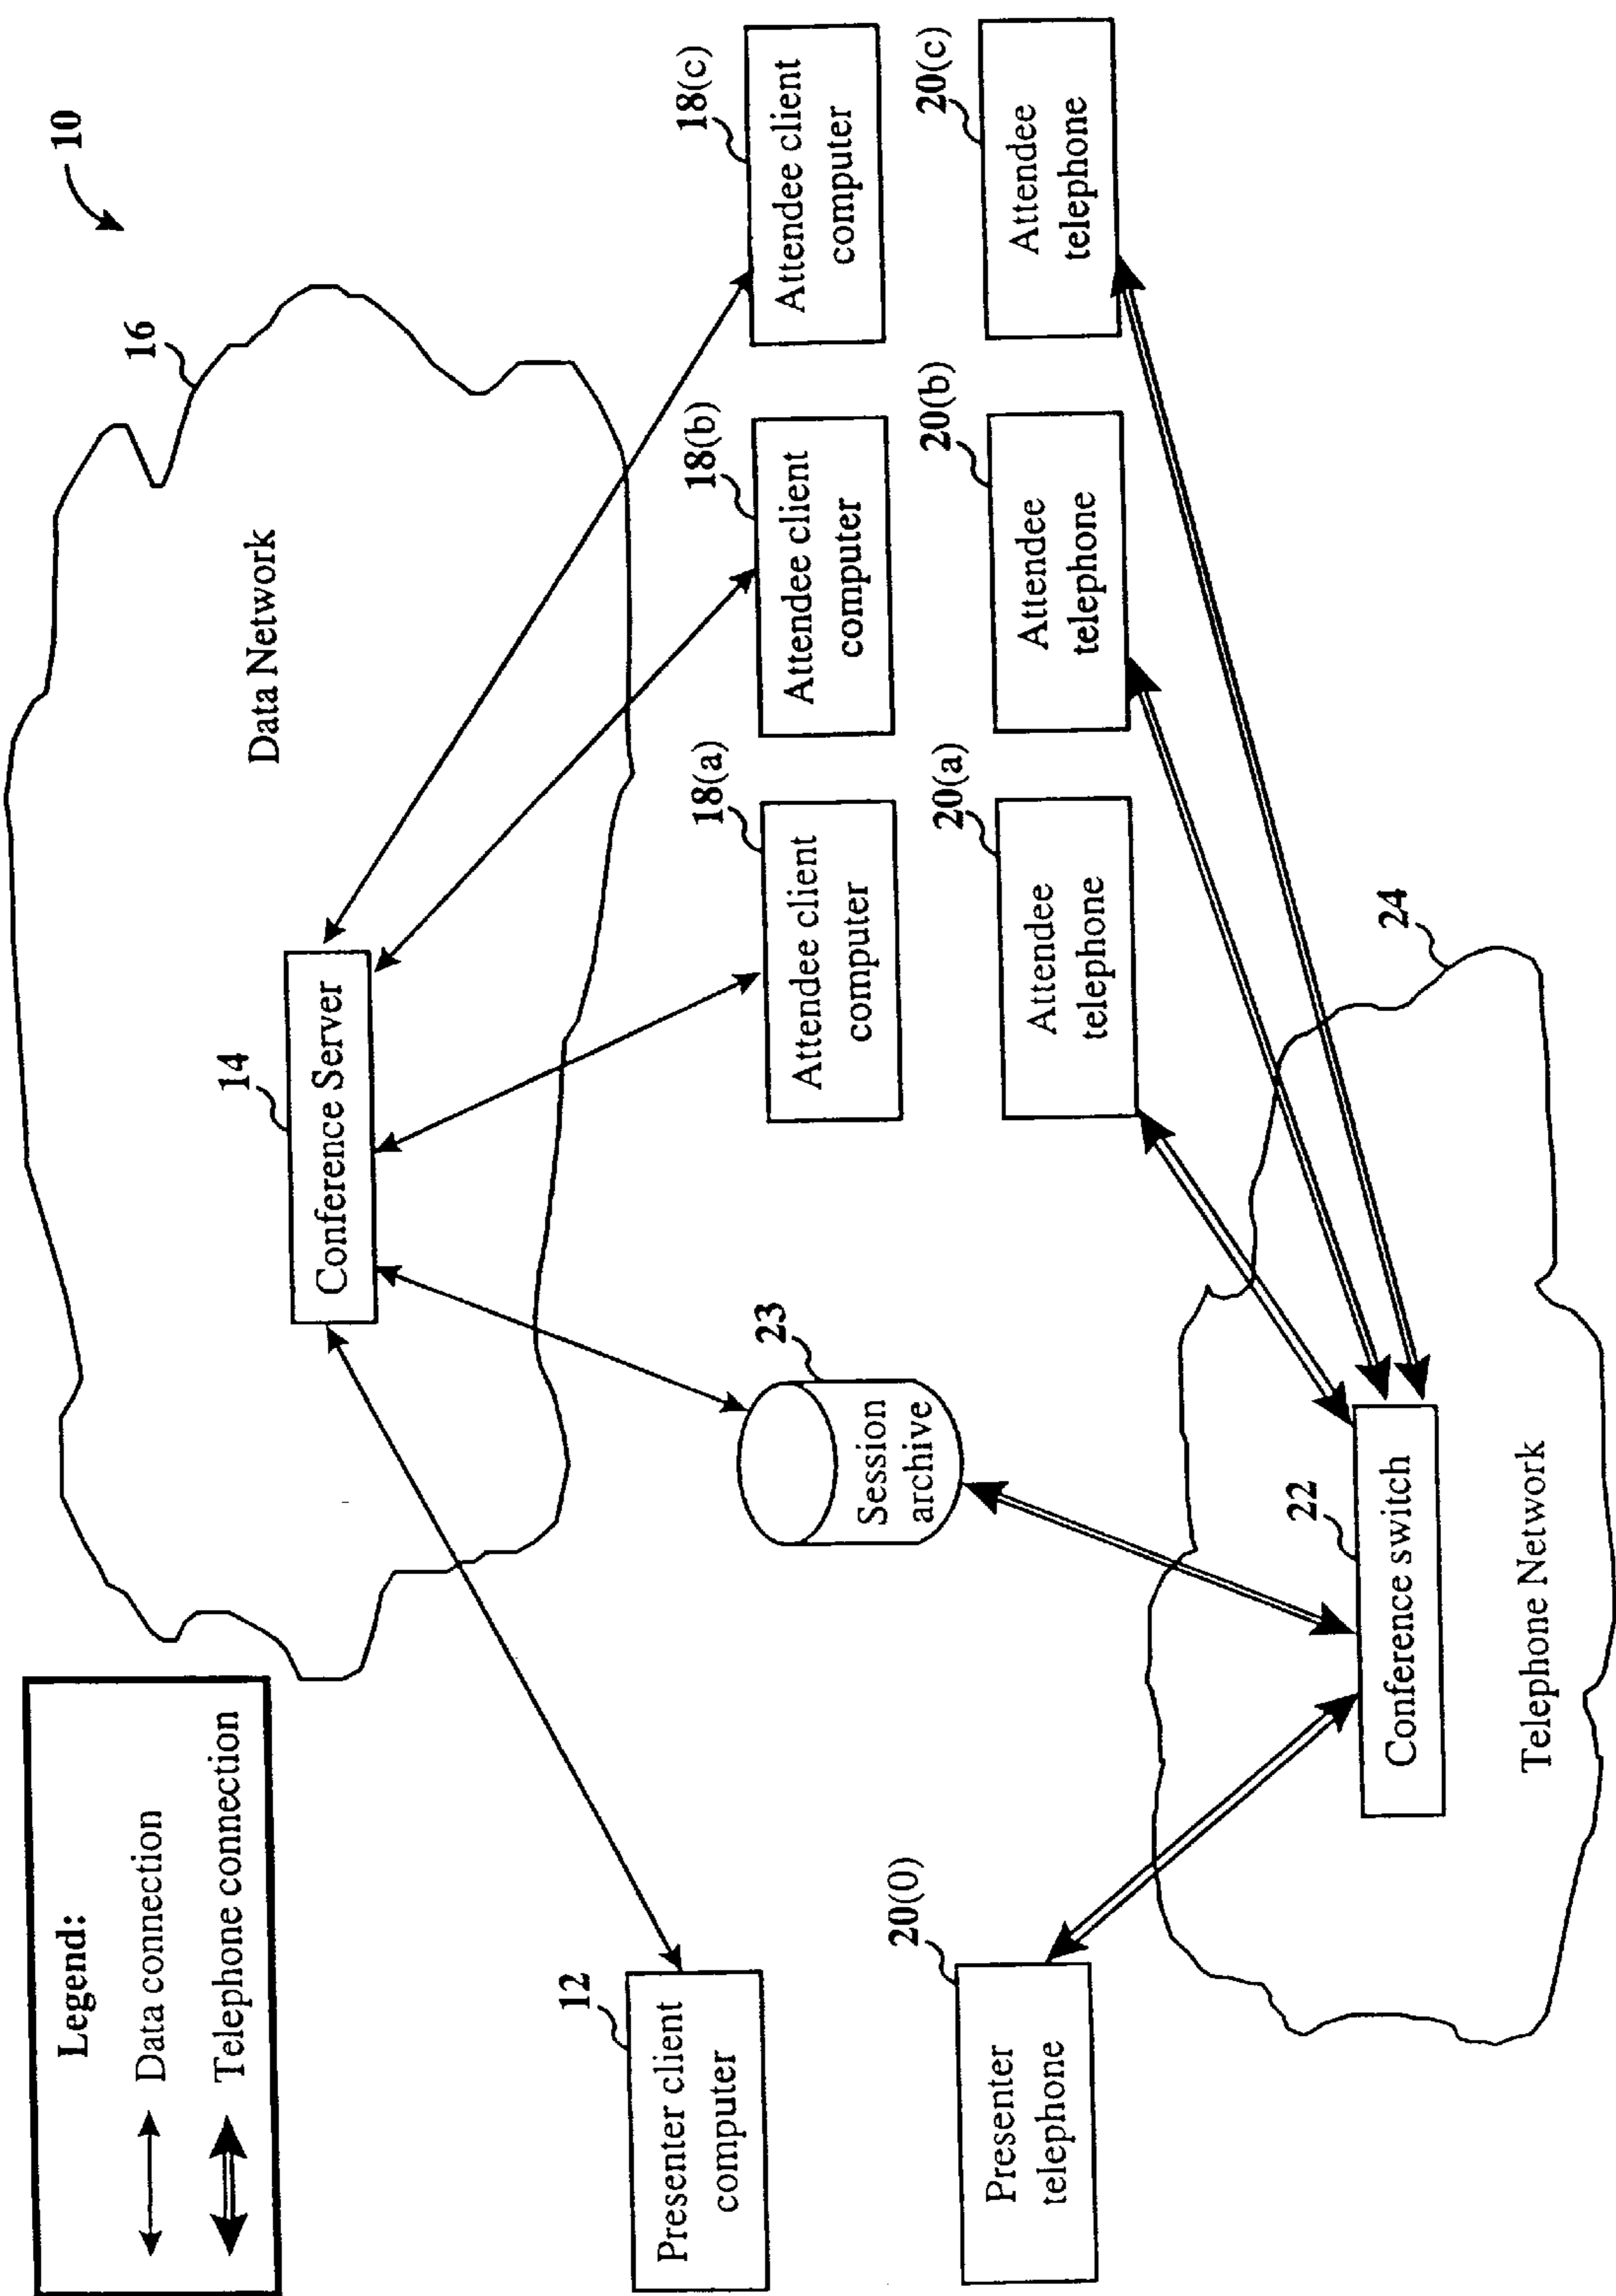 Legend:
Data connection
Telephone connection
10
16
Data Network
14
Conference Server
12
Presenter client
computer
23
Session
archive
18(a)
Attendee client
computer
18(b)
Attendee client
computer
18(c)
Attendee client
computer
20(0)
Presenter
telephone
20(a)
Attendee
telephone
20(b)
Attendee
telephone
20(c)
Attendee
telephone
24
22
Conference switch
Telephone Network